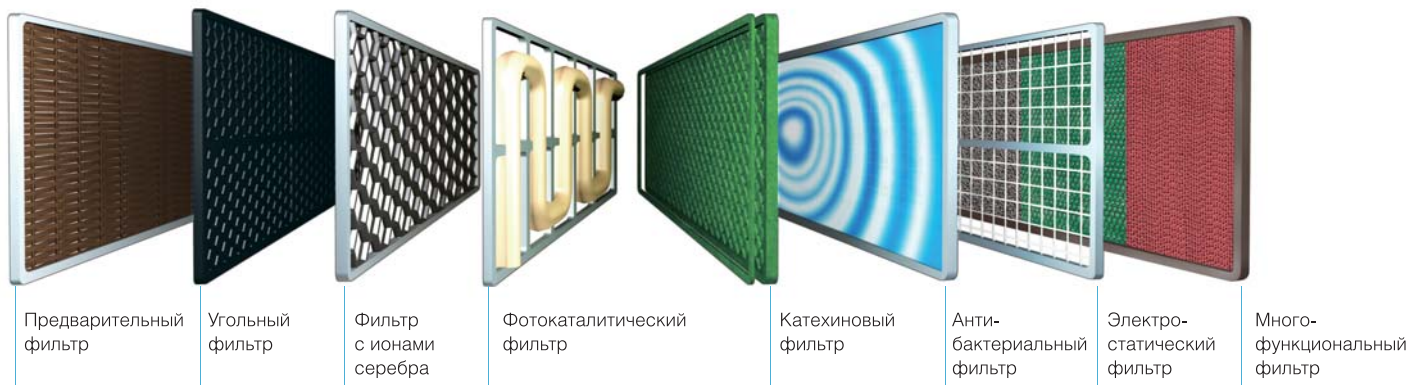 Предварительный
фильтр
Угольный
фильтр
Фильтр
с ионами
серебра
Фотокаталитический
фильтр
Катехиновый
фильтр
Анти-
бактериальный
фильтр
Электро-
статический
фильтр
Много-
функциональный
фильтр